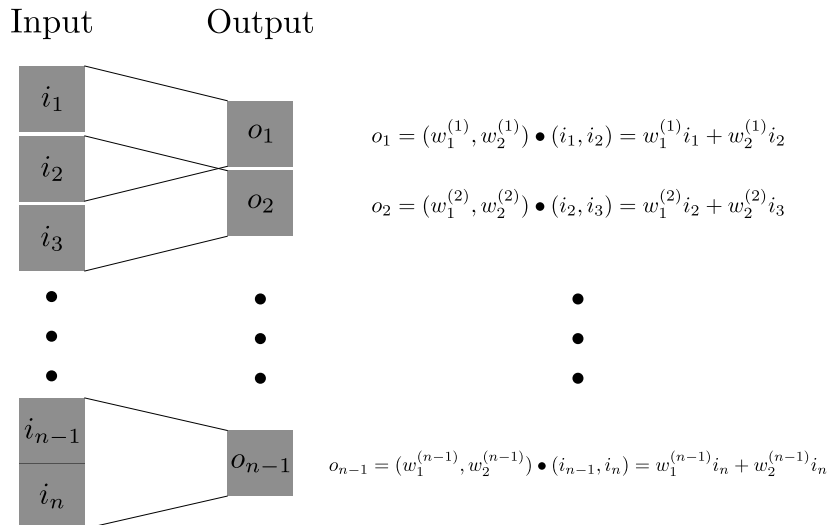 Input Output
i_1
o_1
o_1 = (w_1^{(1)}, w_2^{(1)}) • (i_1, i_2) = w_1^{(1)} i_1 + w_2^{(1)} i_2
i_2
o_2
o_2 = (w_1^{(2)}, w_2^{(2)}) • (i_2, i_3) = w_1^{(2)} i_2 + w_2^{(2)} i_3
i_3
i_{n-1}
o_{n-1}
o_{n-1} = (w_1^{(n-1)}, w_2^{(n-1)}) • (i_{n-1}, i_n) = w_1^{(n-1)} i_n + w_2^{(n-1)} i_n
i_n